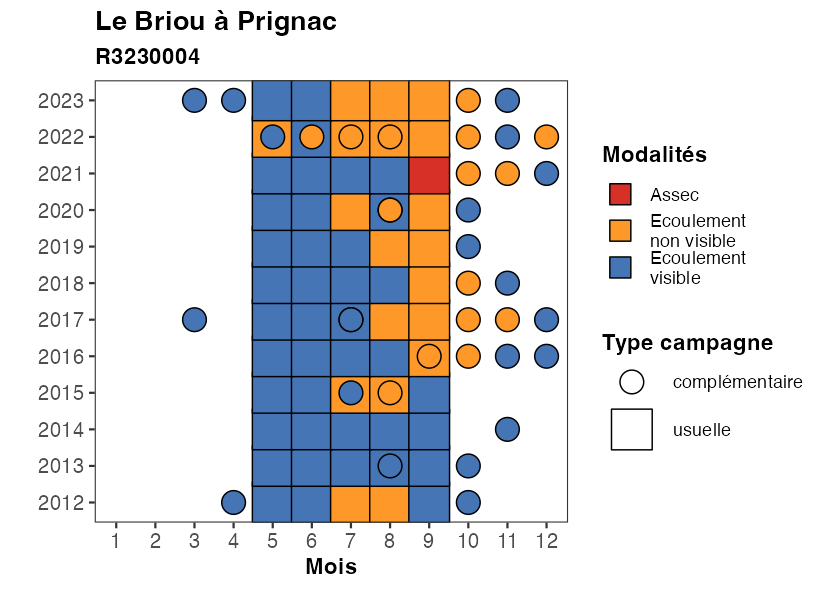 Le Briou à Prignac
R3230004
2023
2022
2021
2020
2019
2018
2017
2016
2015
2014
2013
2012
1 2 3 4 5 6 7 8 9 10 11 12
Mois
Modalités
Assec
Ecoulement
non visible
Ecoulement
visible
Type campagne
complémentaire
usuelle